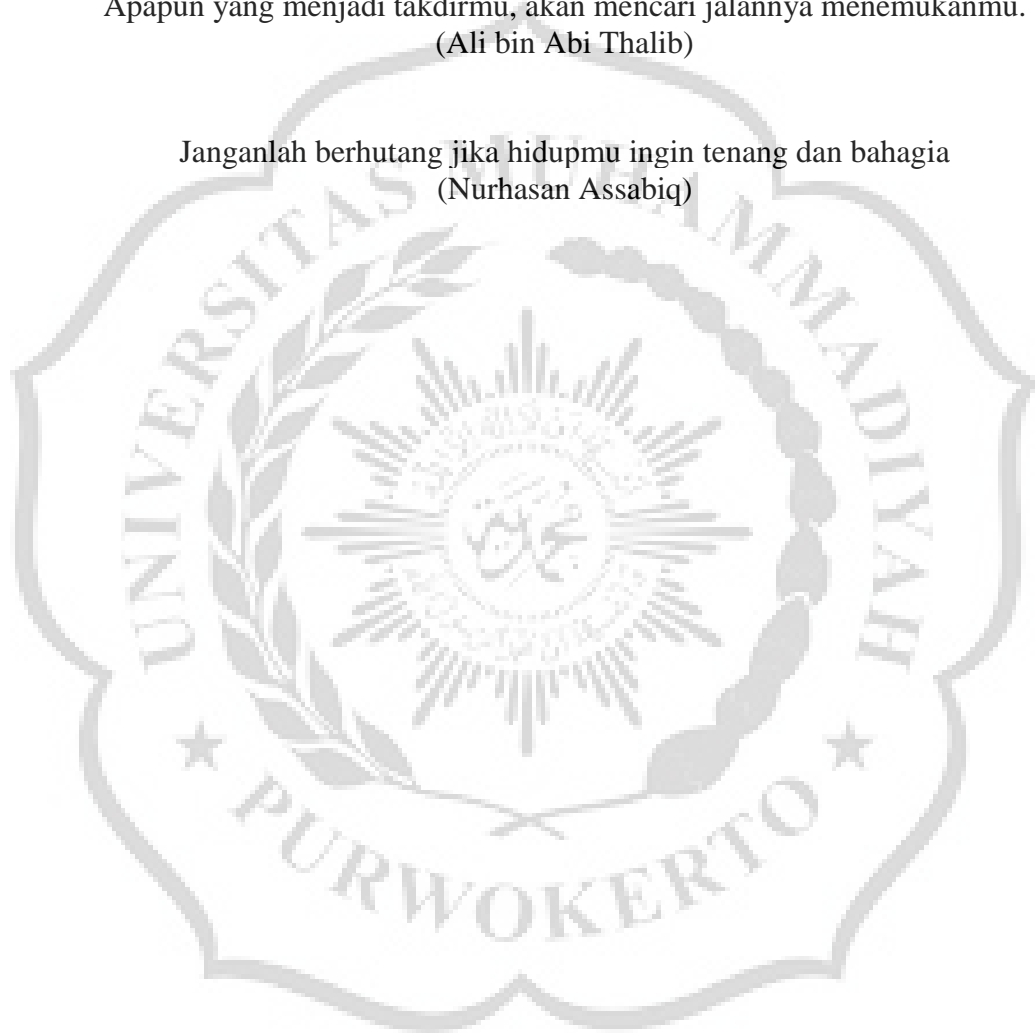 Apapun yang menjadi takdirmu, akan mencari jalannya menemukanmu.
(Ali bin Abi Thalib)
Janganlah berhutang jika hidupmu ingin tenang dan bahagia
(Nurhasan Assabiq)
UNIVERSITAS MUHAMMADIYAH
PURWOKERTO